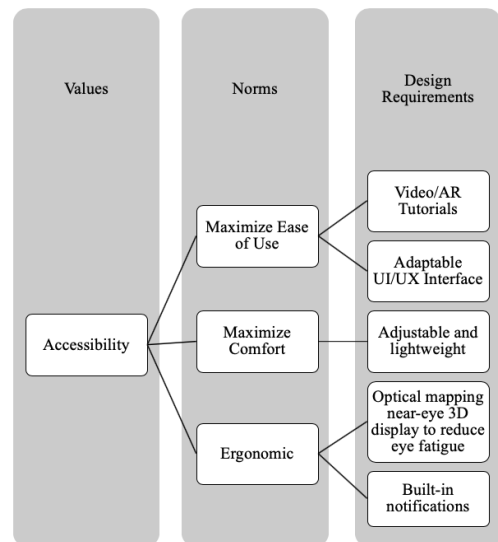 Values
Norms
Design
Requirements
Accessibility
Maximize Ease
of Use
Maximize
Comfort
Ergonomic
Video/AR
Tutorials
Adaptable
UI/UX Interface
Adjustable and
lightweight
Optical mapping
near-eye 3D
display to reduce
eye fatigue
Built-in
notifications